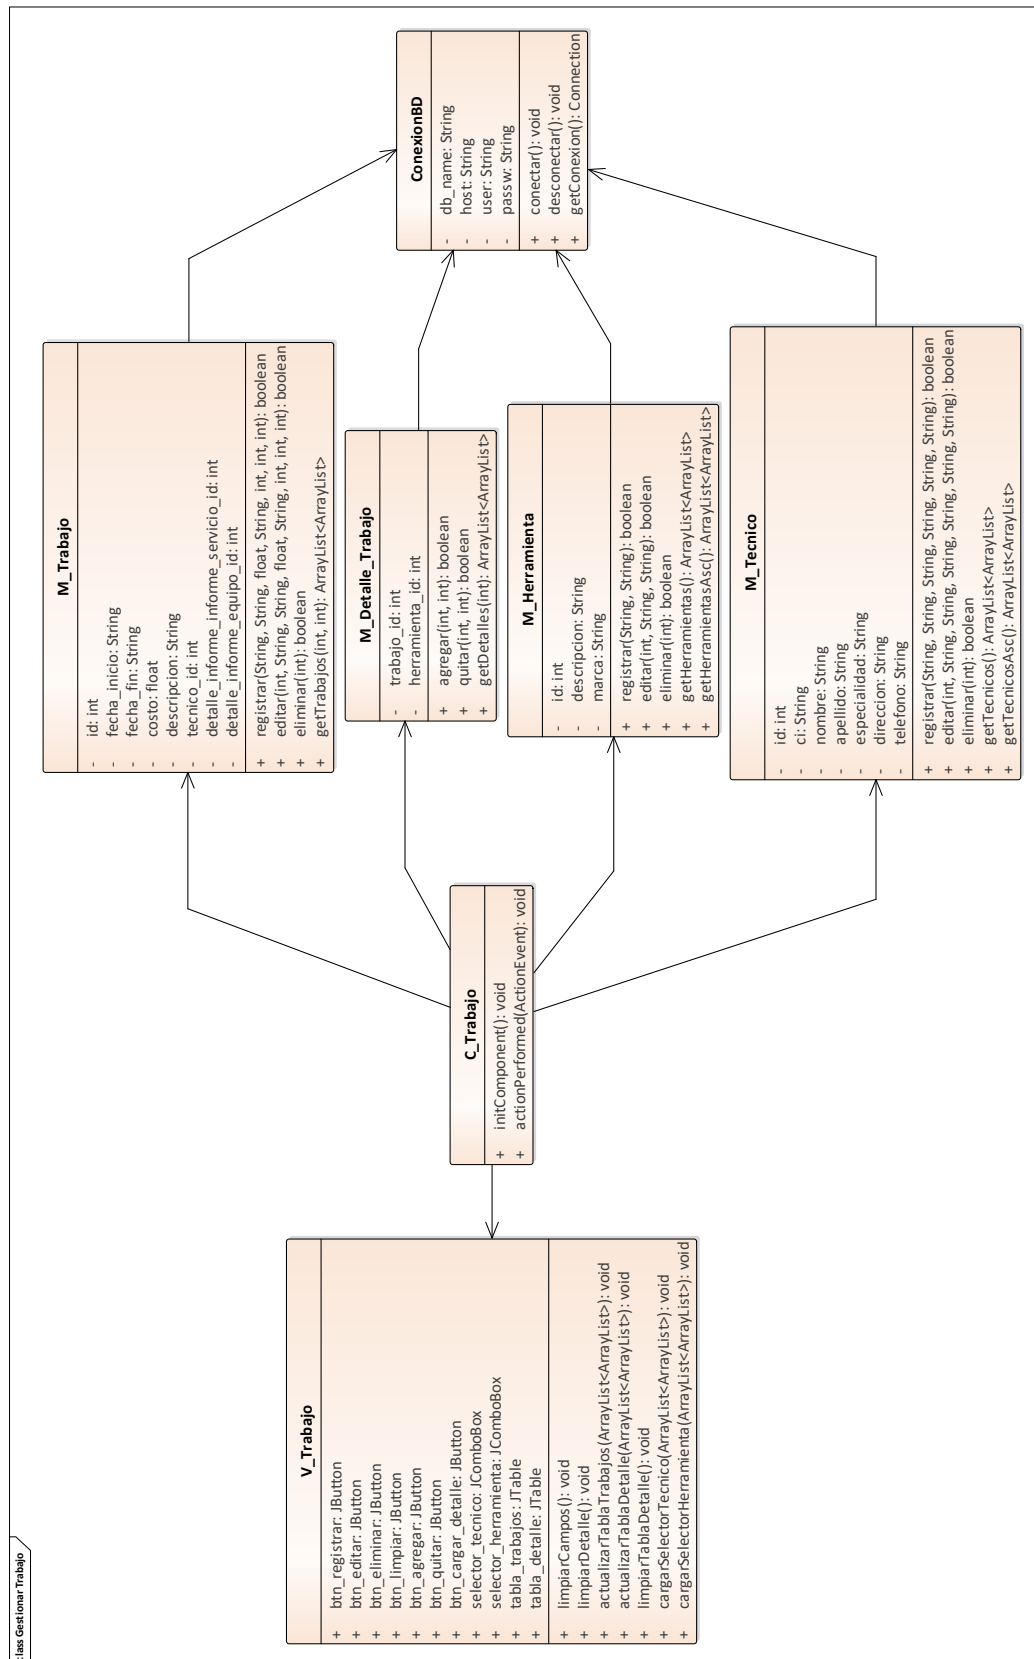 class Gestionar Trabajo
V_Trabajo
+ btn_registrar: JButton
+ btn_editar: JButton
+ btn_eliminar: JButton
+ btn_limpiar: JButton
+ btn_agregar: JButton
+ btn_quitar: JButton
+ btn_cargar_detalle: JButton
+ selector_tecnico: JComboBox
+ selector_herramienta: JComboBox
+ tabla_trabajos: JTable
+ tabla_detalle: JTable
+ limpiarCampos(): void
+ limpiarDetalle(): void
+ actualizarTablaTrabajos(ArrayList<ArrayList>): void
+ actualizarTablaDetalle(ArrayList<ArrayList>): void
+ limpiarTablaDetalle(): void
+ cargarSelectorTecnico(ArrayList<ArrayList>): void
+ cargarSelectorHerramienta(ArrayList<ArrayList>): void
C_Trabajo
+ initComponent(): void
+ actionPerformed(ActionEvent): void
M_Trabajo
- id: int
- fecha_inicio: String
- fecha_fin: String
- costo: float
- descripcion: String
- tecnico_id: int
- detalle_informe_servicio_id: int
- detalle_informe_equipo_id: int
+ registrar(String, String, float, String, int, int, int): boolean
+ editar(int, String, String, float, String, int, int, int): boolean
+ eliminar(int): boolean
+ getTrabajos(int, int): ArrayList<ArrayList>
M_Detalle_Trabajo
- trabajo_id: int
- herramienta_id: int
+ agregar(int, int): boolean
+ quitar(int, int): boolean
+ getDetalles(int): ArrayList<ArrayList>
M_Herramienta
- id: int
- descripcion: String
- marca: String
+ registrar(String, String): boolean
+ editar(int, String, String): boolean
+ eliminar(int): boolean
+ getHerramientas(): ArrayList<ArrayList>
+ getHerramientasAsc(): ArrayList<ArrayList>
M_Tecnico
- id: int
- ci: String
- nombre: String
- apellido: String
- especialidad: String
- direccion: String
- telefono: String
+ registrar(String, String, String, String, String, String): boolean
+ editar(int, String, String, String, String, String, String): boolean
+ eliminar(int): boolean
+ getTecnicos(): ArrayList<ArrayList>
+ getTecnicosAsc(): ArrayList<ArrayList>
ConexionBD
- db_name: String
- host: String
- user: String
- passw: String
+ conectar(): void
+ desconectar(): void
+ getConexion(): Connection